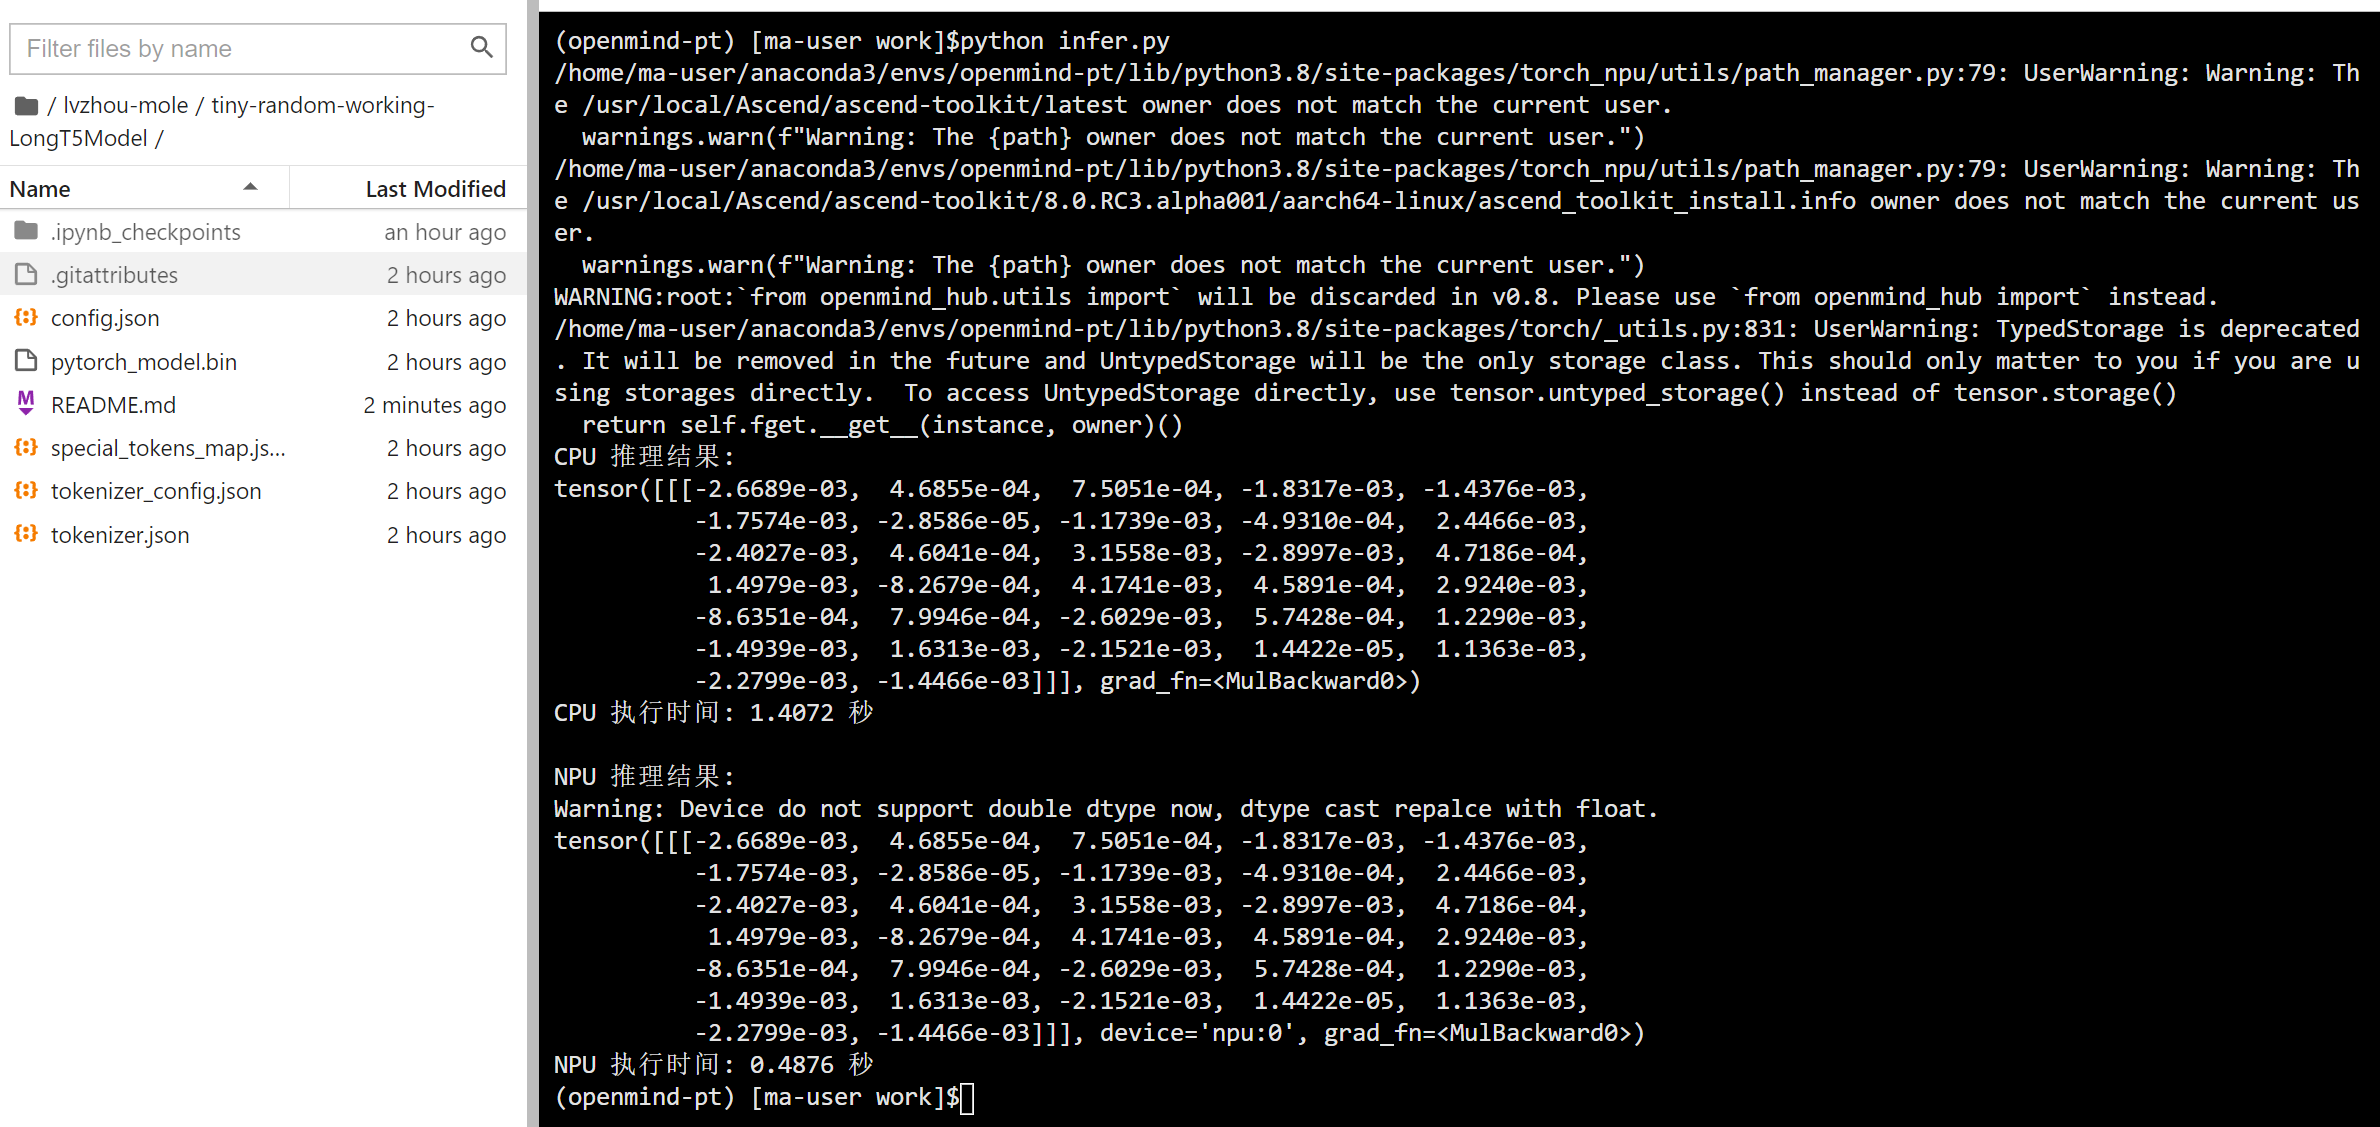 Filter files by name
/ lvzhou-mole / tiny-random-working-
LongT5Model /
Name Last Modified
.ipynb_checkpoints an hour ago
.gitattributes 2 hours ago
config.json 2 hours ago
pytorch_model.bin 2 hours ago
README.md 2 minutes ago
special_tokens_map.js... 2 hours ago
tokenizer_config.json 2 hours ago
tokenizer.json 2 hours ago
(openmind-pt) [ma-user work]$python infer.py
/home/ma-user/anaconda3/envs/openmind-pt/lib/python3.8/site-packages/torch_npu/utils/path_manager.py:79: UserWarning: Warning: Th
e /usr/local/Ascend/ascend-toolkit/latest owner does not match the current user.
  warnings.warn(f"Warning: The {path} owner does not match the current user.")
/home/ma-user/anaconda3/envs/openmind-pt/lib/python3.8/site-packages/torch_npu/utils/path_manager.py:79: UserWarning: Warning: Th
e /usr/local/Ascend/ascend-toolkit/8.0.RC3.alpha001/aarch64-linux/ascend_toolkit_install.info owner does not match the current us
er.
  warnings.warn(f"Warning: The {path} owner does not match the current user.")
WARNING:root:`from openmind_hub.utils import` will be discarded in v0.8. Please use `from openmind_hub import` instead.
/home/ma-user/anaconda3/envs/openmind-pt/lib/python3.8/site-packages/torch/_utils.py:831: UserWarning: TypedStorage is deprecated
. It will be removed in the future and UntypedStorage will be the only storage class. This should only matter to you if you are u
sing storages directly.  To access UntypedStorage directly, use tensor.untyped_storage() instead of tensor.storage()
  return self.fget.__get__(instance, owner)()
CPU 推理结果:
tensor([[[-2.6689e-03,  4.6855e-04,  7.5051e-04, -1.8317e-03, -1.4376e-03,
          -1.7574e-03, -2.8586e-05, -1.1739e-03, -4.9310e-04,  2.4466e-03,
          -2.4027e-03,  4.6041e-04,  3.1558e-03, -2.8997e-03,  4.7186e-04,
           1.4979e-03, -8.2679e-04,  4.1741e-03,  4.5891e-04,  2.9240e-03,
          -8.6351e-04,  7.9946e-04, -2.6029e-03,  5.7428e-04,  1.2290e-03,
          -1.4939e-03,  1.6313e-03, -2.1521e-03,  1.4422e-05,  1.1363e-03,
          -2.2799e-03, -1.4466e-03]]], grad_fn=<MulBackward0>)
CPU 执行时间: 1.4072 秒
NPU 推理结果:
Warning: Device do not support double dtype now, dtype cast repalce with float.
tensor([[[-2.6689e-03,  4.6855e-04,  7.5051e-04, -1.8317e-03, -1.4376e-03,
          -1.7574e-03, -2.8586e-05, -1.1739e-03, -4.9310e-04,  2.4466e-03,
          -2.4027e-03,  4.6041e-04,  3.1558e-03, -2.8997e-03,  4.7186e-04,
           1.4979e-03, -8.2679e-04,  4.1741e-03,  4.5891e-04,  2.9240e-03,
          -8.6351e-04,  7.9946e-04, -2.6029e-03,  5.7428e-04,  1.2290e-03,
          -1.4939e-03,  1.6313e-03, -2.1521e-03,  1.4422e-05,  1.1363e-03,
          -2.2799e-03, -1.4466e-03]]], device='npu:0', grad_fn=<MulBackward0>)
NPU 执行时间: 0.4876 秒
(openmind-pt) [ma-user work]$